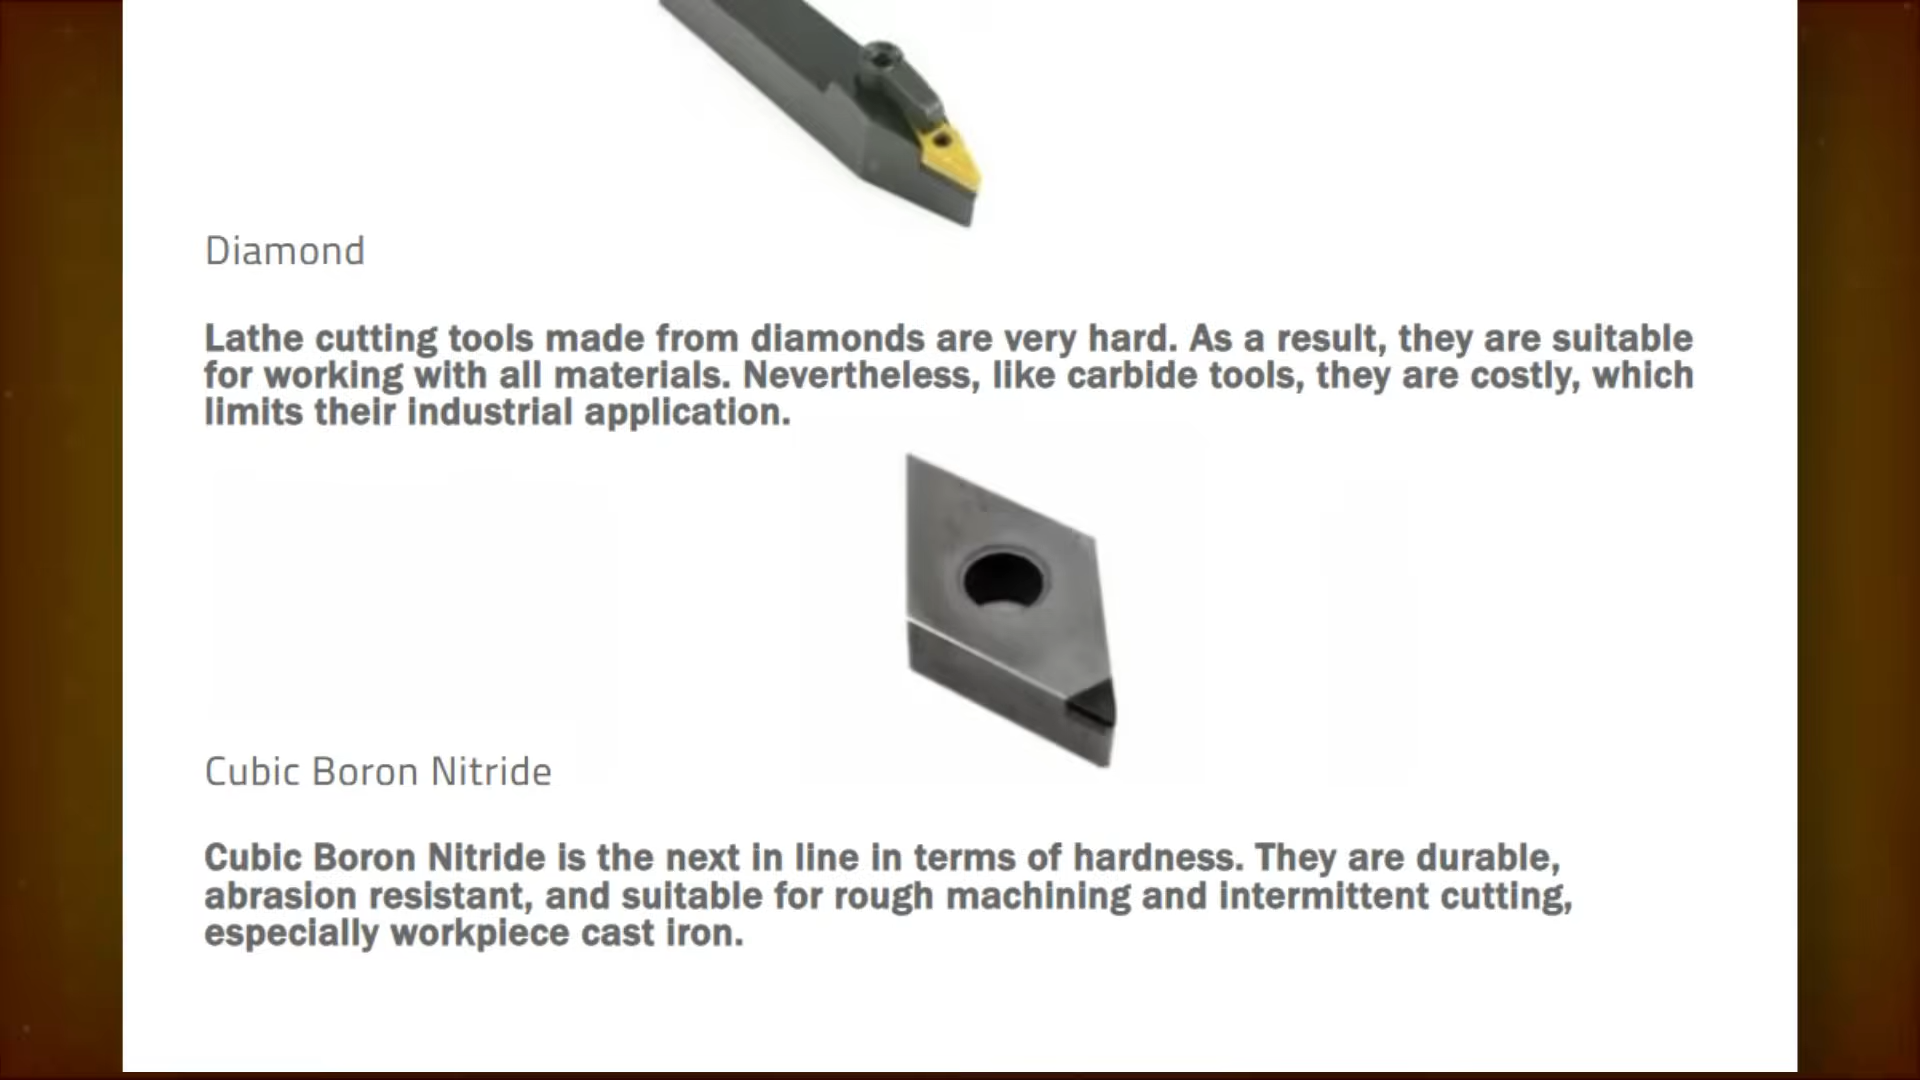 Diamond
Lathe cutting tools made from diamonds are very hard. As a result, they are suitable
for working with all materials. Nevertheless, like carbide tools, they are costly, which
limits their industrial application.
Cubic Boron Nitride
Cubic Boron Nitride is the next in line in terms of hardness. They are durable,
abrasion resistant, and suitable for rough machining and intermittent cutting,
especially workpiece cast iron.